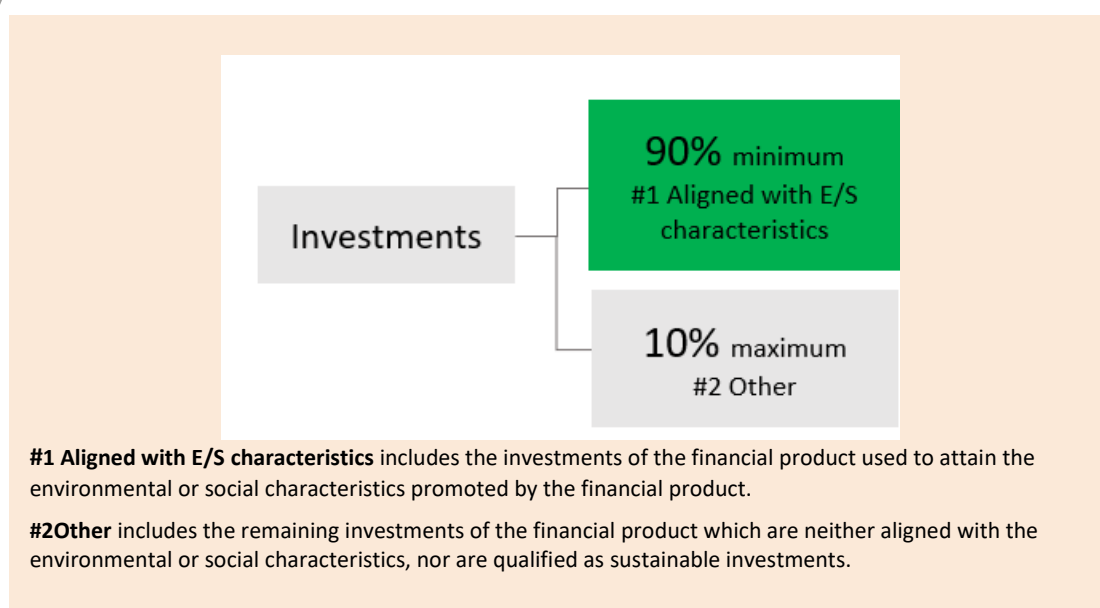 90% minimum
#1 Aligned with E/S
characteristics
Investments
10% maximum
#2 Other
#1 Aligned with E/S characteristics includes the investments of the financial product used to attain the
environmental or social characteristics promoted by the financial product.
#2Other includes the remaining investments of the financial product which are neither aligned with the
environmental or social characteristics, nor are qualified as sustainable investments.